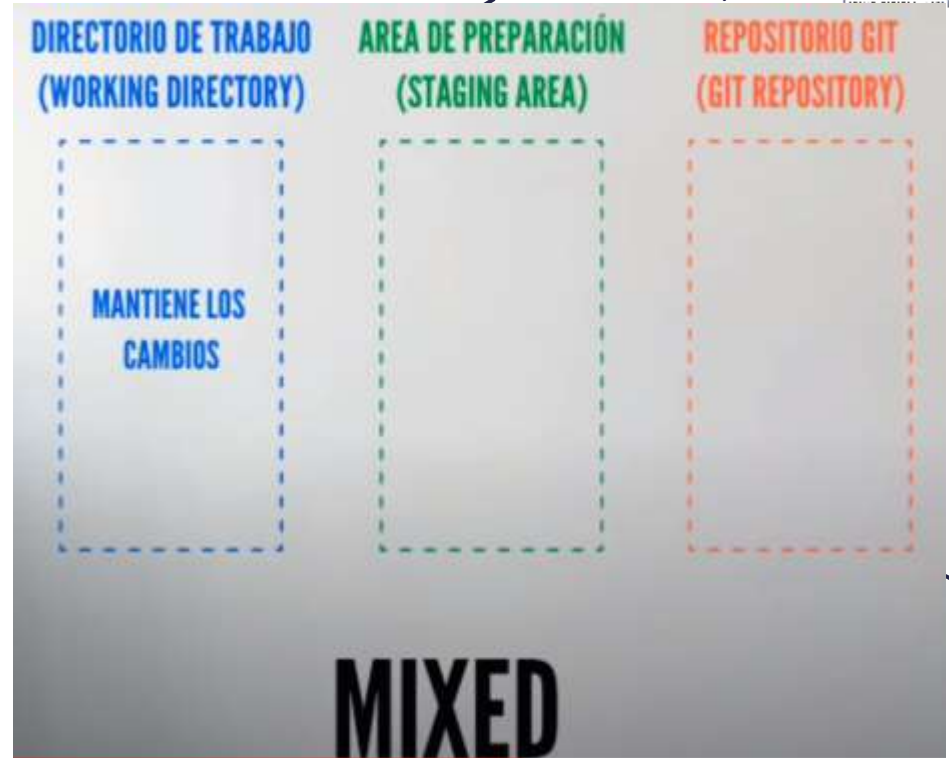 DIRECTORIO DE TRABAJO
(WORKING DIRECTORY)
AREA DE PREPARACIÓN
(STAGING AREA)
REPOSITORIO GIT
(GIT REPOSITORY)
MANTIENE LOS
CAMBIOS
MIXED